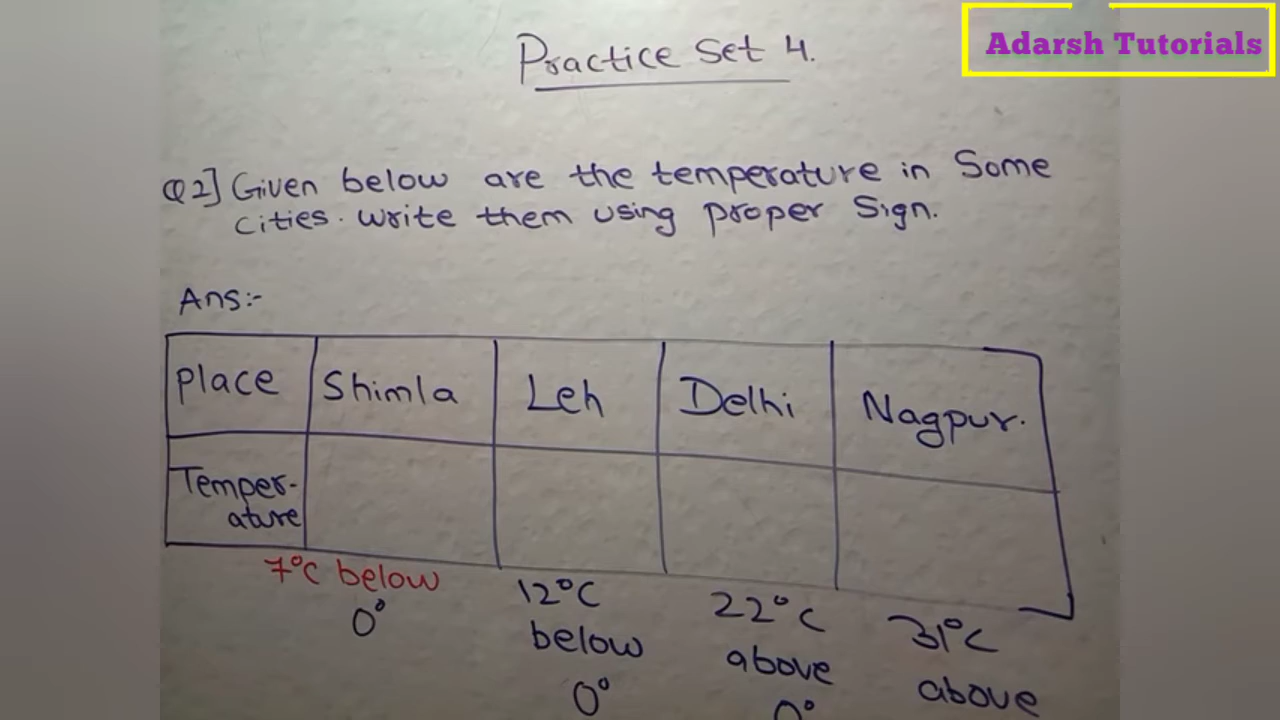 Adarsh Tutorials
Practice Set 4.
Q2] Given below are the temperature in Some
Cities. Write them using proper Sign.
Ans:-
Place Shimla Leh Delhi Nagpur.
Temper-
ature
7°C below 12°C 22°C 31°C
0° below above above
0° 0°